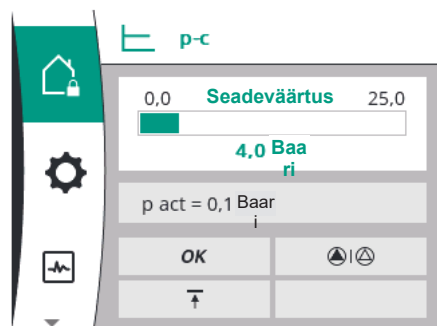 p-c
0,0 Seadeväärtus 25,0
4,0 Baa
ri
p act = 0,1 Baar
i
OK